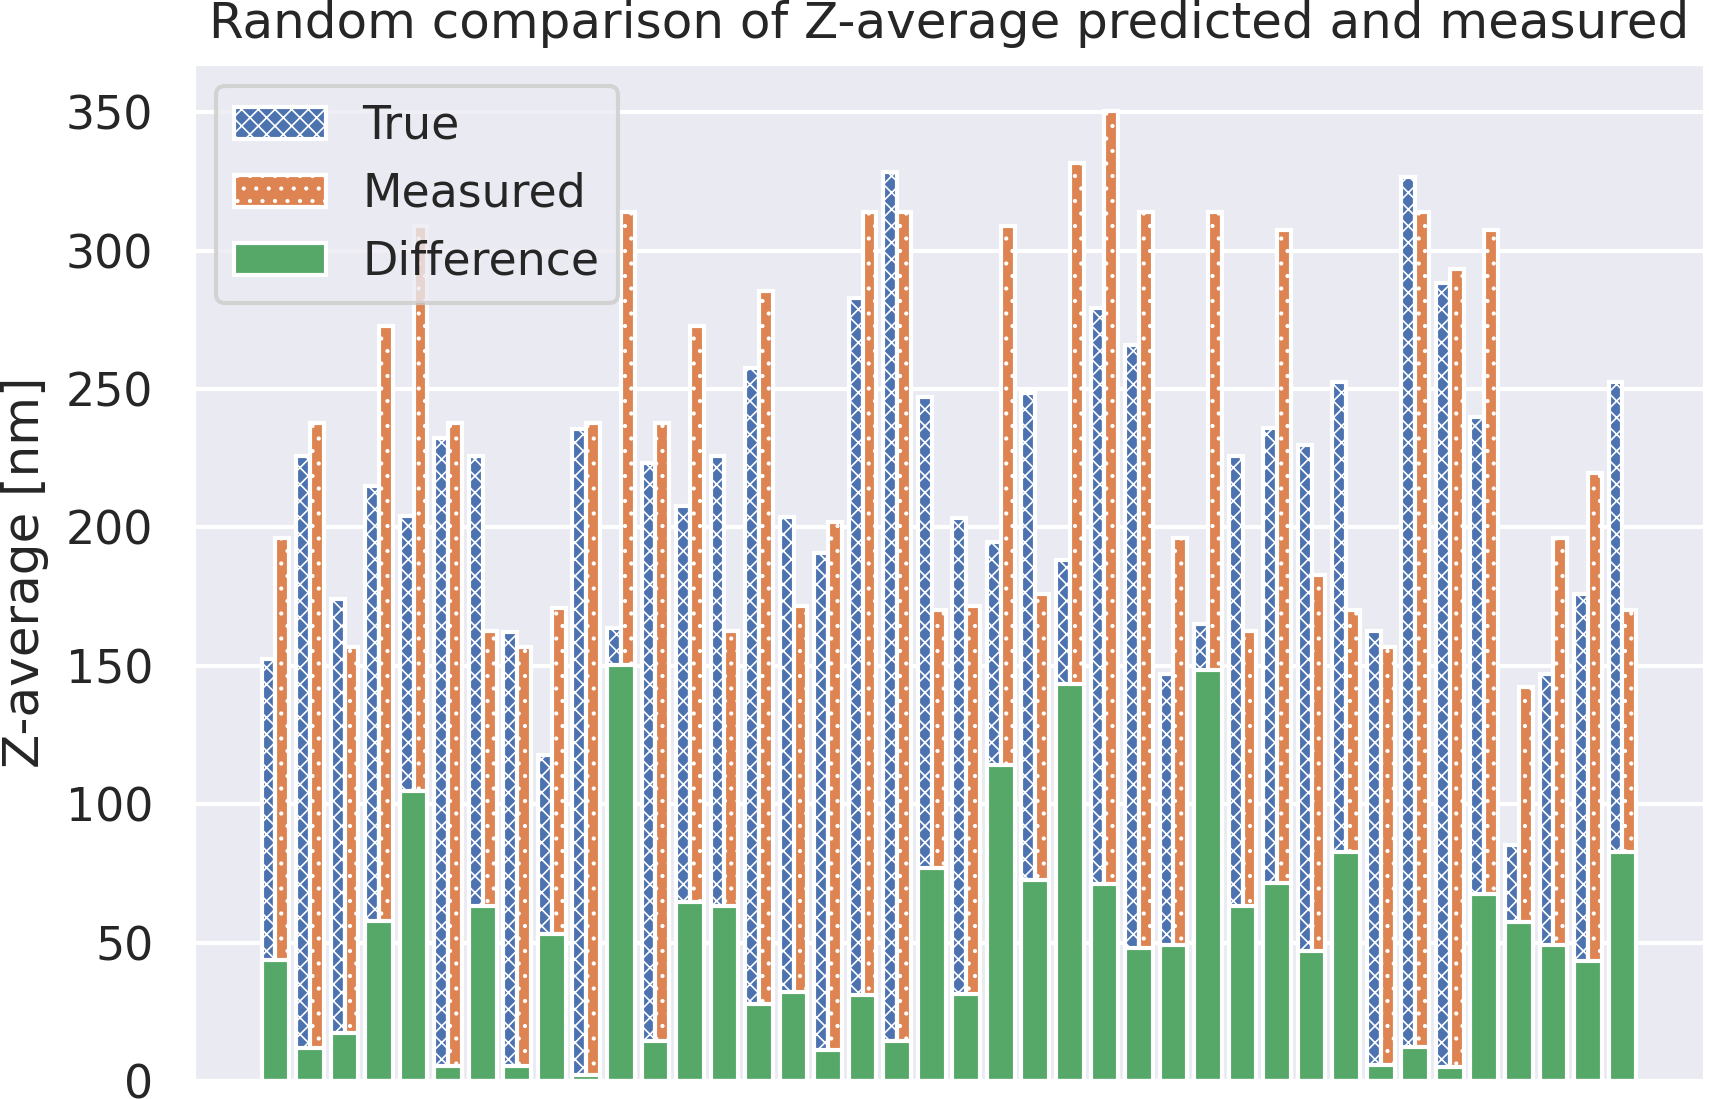 Random comparison of Z-average predicted and measured
True
Measured
Difference
Z-average [nm]
350
300
250
200
150
100
50
0